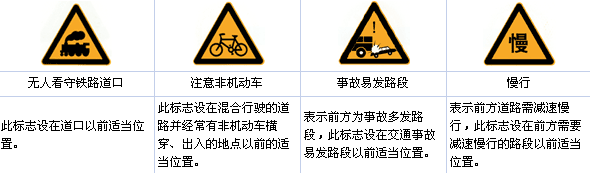 慢
无人看守铁路道口
注意非机动车
事故易发路段
慢行
此标志设在道口以前适当位
置。
此标志设在混合行驶的道
路并经常有非机动车横
穿、出入的地点以前的适
当位置。
表示前方为事故多发路
段，此标志设在交通事故
易发路段以前适当位置。
表示前方道路需减速慢
行，此标志设在前方需要
减速慢行的路段以前适当
位置。